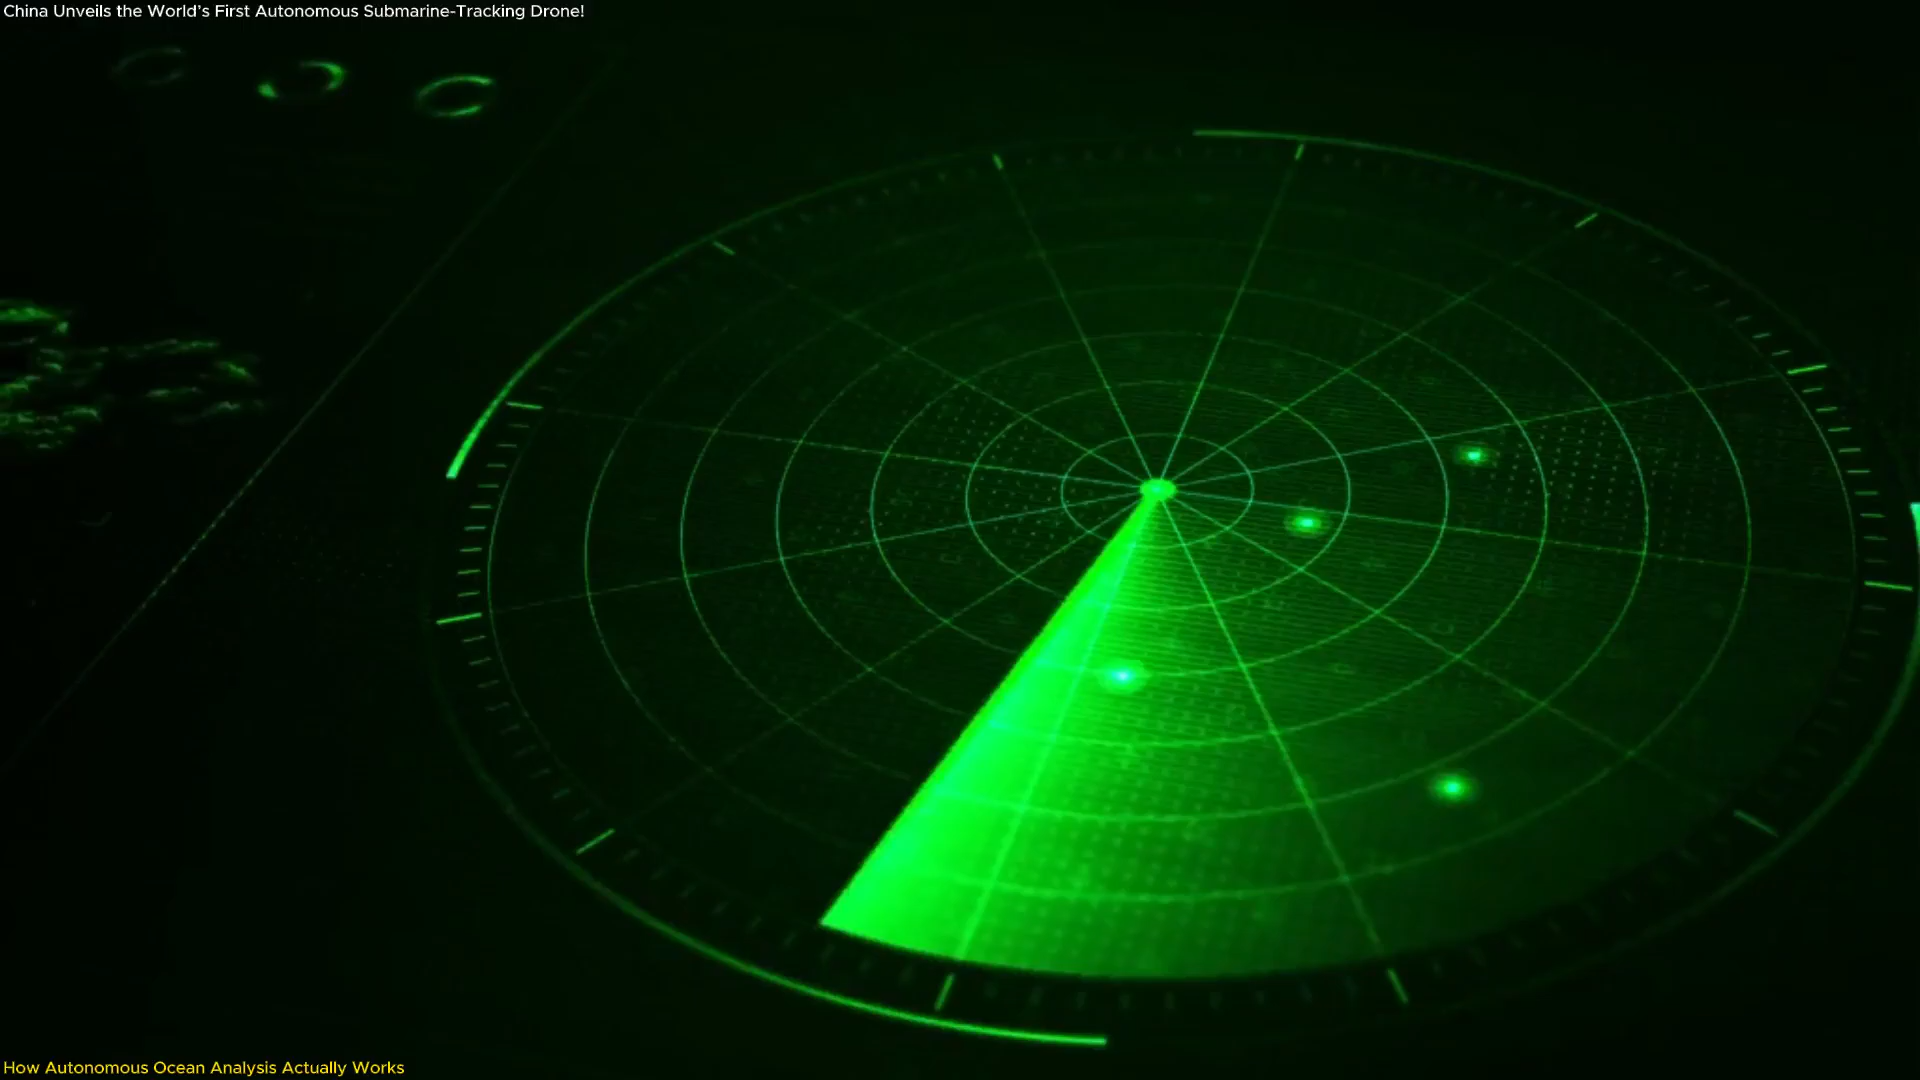 China Unveils the World’s First Autonomous Submarine-Tracking Drone!
How Autonomous Ocean Analysis Actually Works